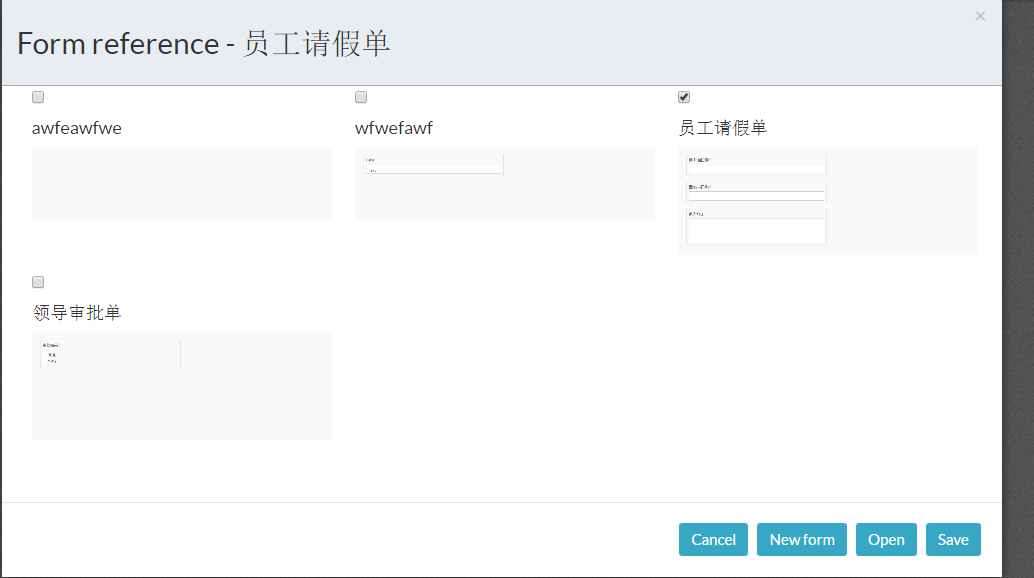 ×
Form reference - 员工请假单
awfeawfwe
wfwefawf
员工请假单
领导审批单
Cancel
New form
Open
Save